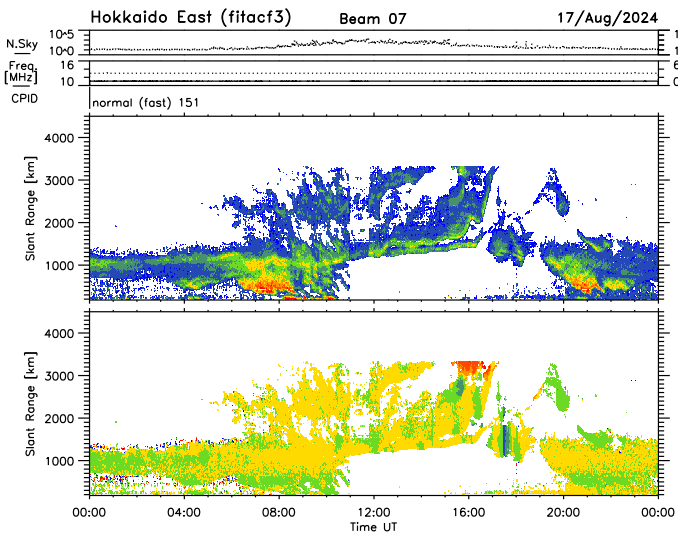 Hokkaido East (fitacf3) Beam 07 17/Aug/2024
N.Sky 10^5 10^0 1 1
Freq. [MHz] 16 10 6 0
CPID normal (fast) 151
Slant Range [km] 4000 3000 2000 1000
Slant Range [km] 4000 3000 2000 1000
00:00 04:00 08:00 12:00 16:00 20:00 00:00
Time UT